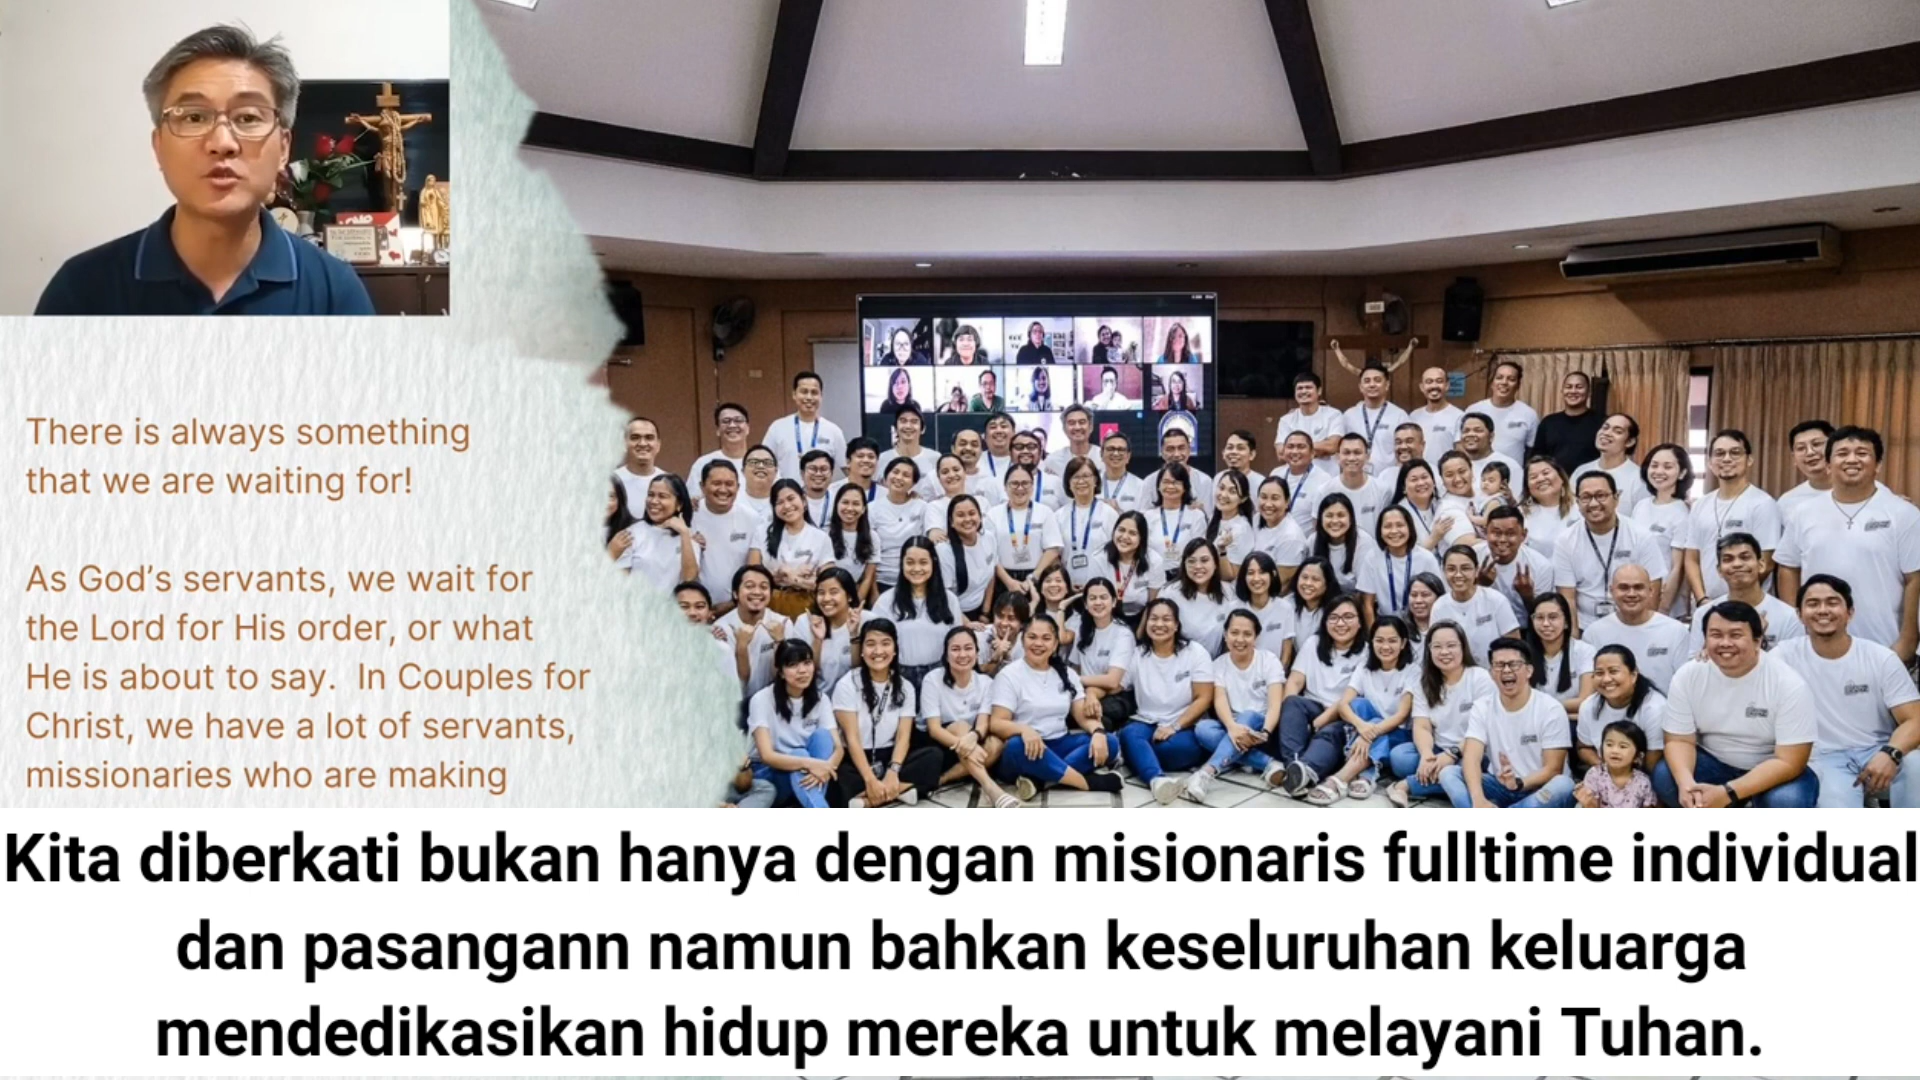 There is always something
that we are waiting for!
As God’s servants, we wait for
the Lord for His order, or what
He is about to say.  In Couples for
Christ, we have a lot of servants,
missionaries who are making
Kita diberkati bukan hanya dengan misionaris fulltime individual
dan pasangann namun bahkan keseluruhan keluarga
mendedikasikan hidup mereka untuk melayani Tuhan.